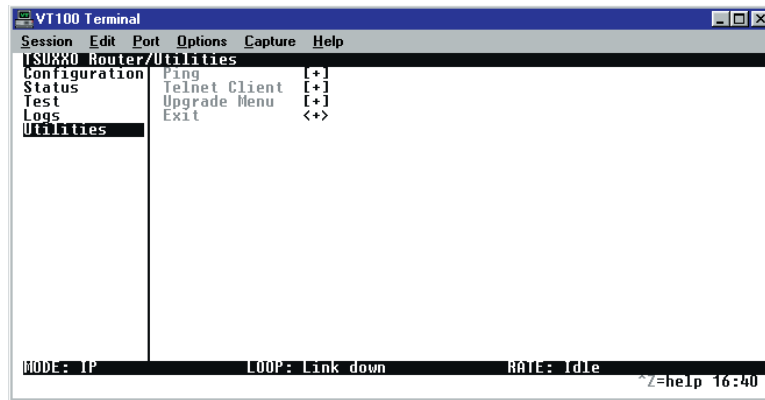 VT100 Terminal
Session Edit Port Options Capture Help
TSUXX0 Router/Utilities
Configuration Ping [+]
Status Telnet Client [+]
Test Upgrade Menu [+]
Logs Exit <+>
Utilities
MODE: IP LOOP: Link down RATE: Idle
^Z=help 16:40